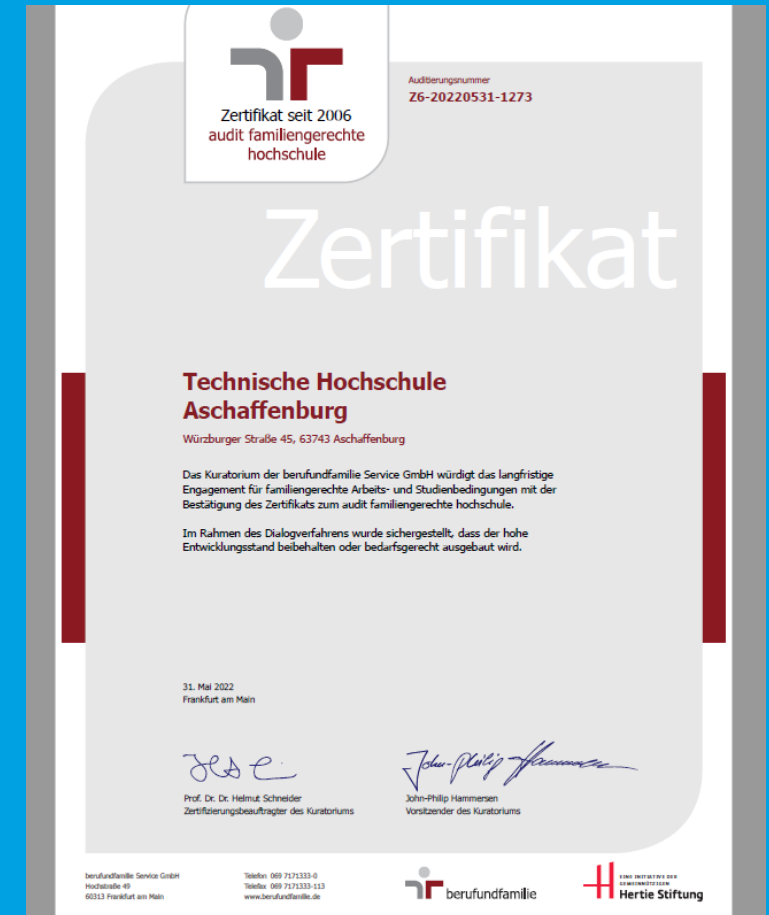 Zertifikat seit 2006
audit familiengerechte
hochschule
Auditierungsnummer
Z6-20220531-1273
Zertifikat
Technische Hochschule
Aschaffenburg
Würzburger Straße 45, 63743 Aschaffenburg
Das Kuratorium der berufundfamilie Service GmbH würdigt das langfristige
Engagement für familiengerechte Arbeits- und Studienbedingungen mit der
Bestätigung des Zertifikats zum audit familiengerechte hochschule.
Im Rahmen des Dialogverfahrens wurde sichergestellt, dass der hohe
Entwicklungsstand beibehalten oder bedarfsgerecht ausgebaut wird.
31. Mai 2022
Frankfurt am Main
John-Philip Hammersen
Prof. Dr. Dr. Helmut Schneider
Zertifizierungsbeauftragter des Kuratoriums
John-Philip Hammersen
Vorsitzender des Kuratoriums
berufundfamilie Service GmbH
Hochstraße 49
60313 Frankfurt am Main
Telefon 069 7171333-0
Telefax 069 7171333-113
www.berufundfamilie.de
berufundfamilie
EINE INITIATIVE DER
GEMEINNÜTZIGEN
Hertie Stiftung